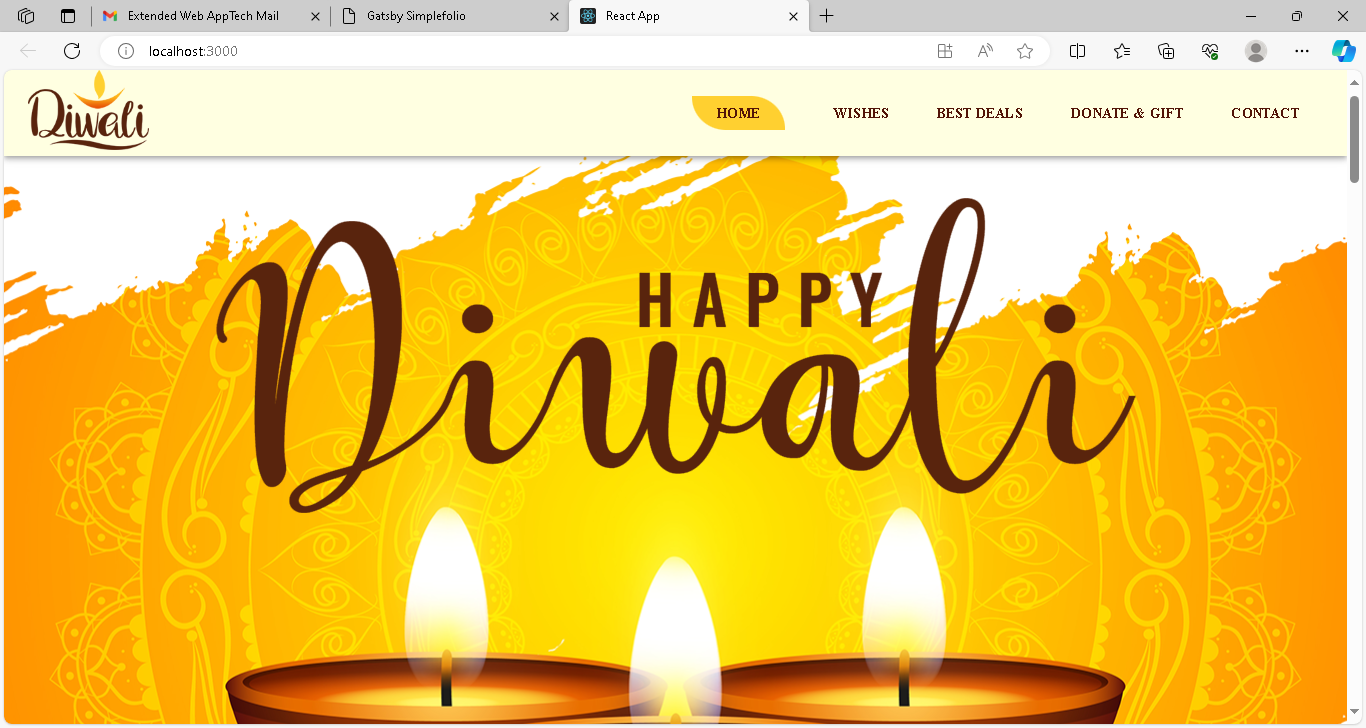 Extended Web AppTech Mail
Gatsby Simplefolio
React App
localhost:3000
Diwali
HOME
WISHES
BEST DEALS
DONATE & GIFT
CONTACT
HAPPY
Diwali